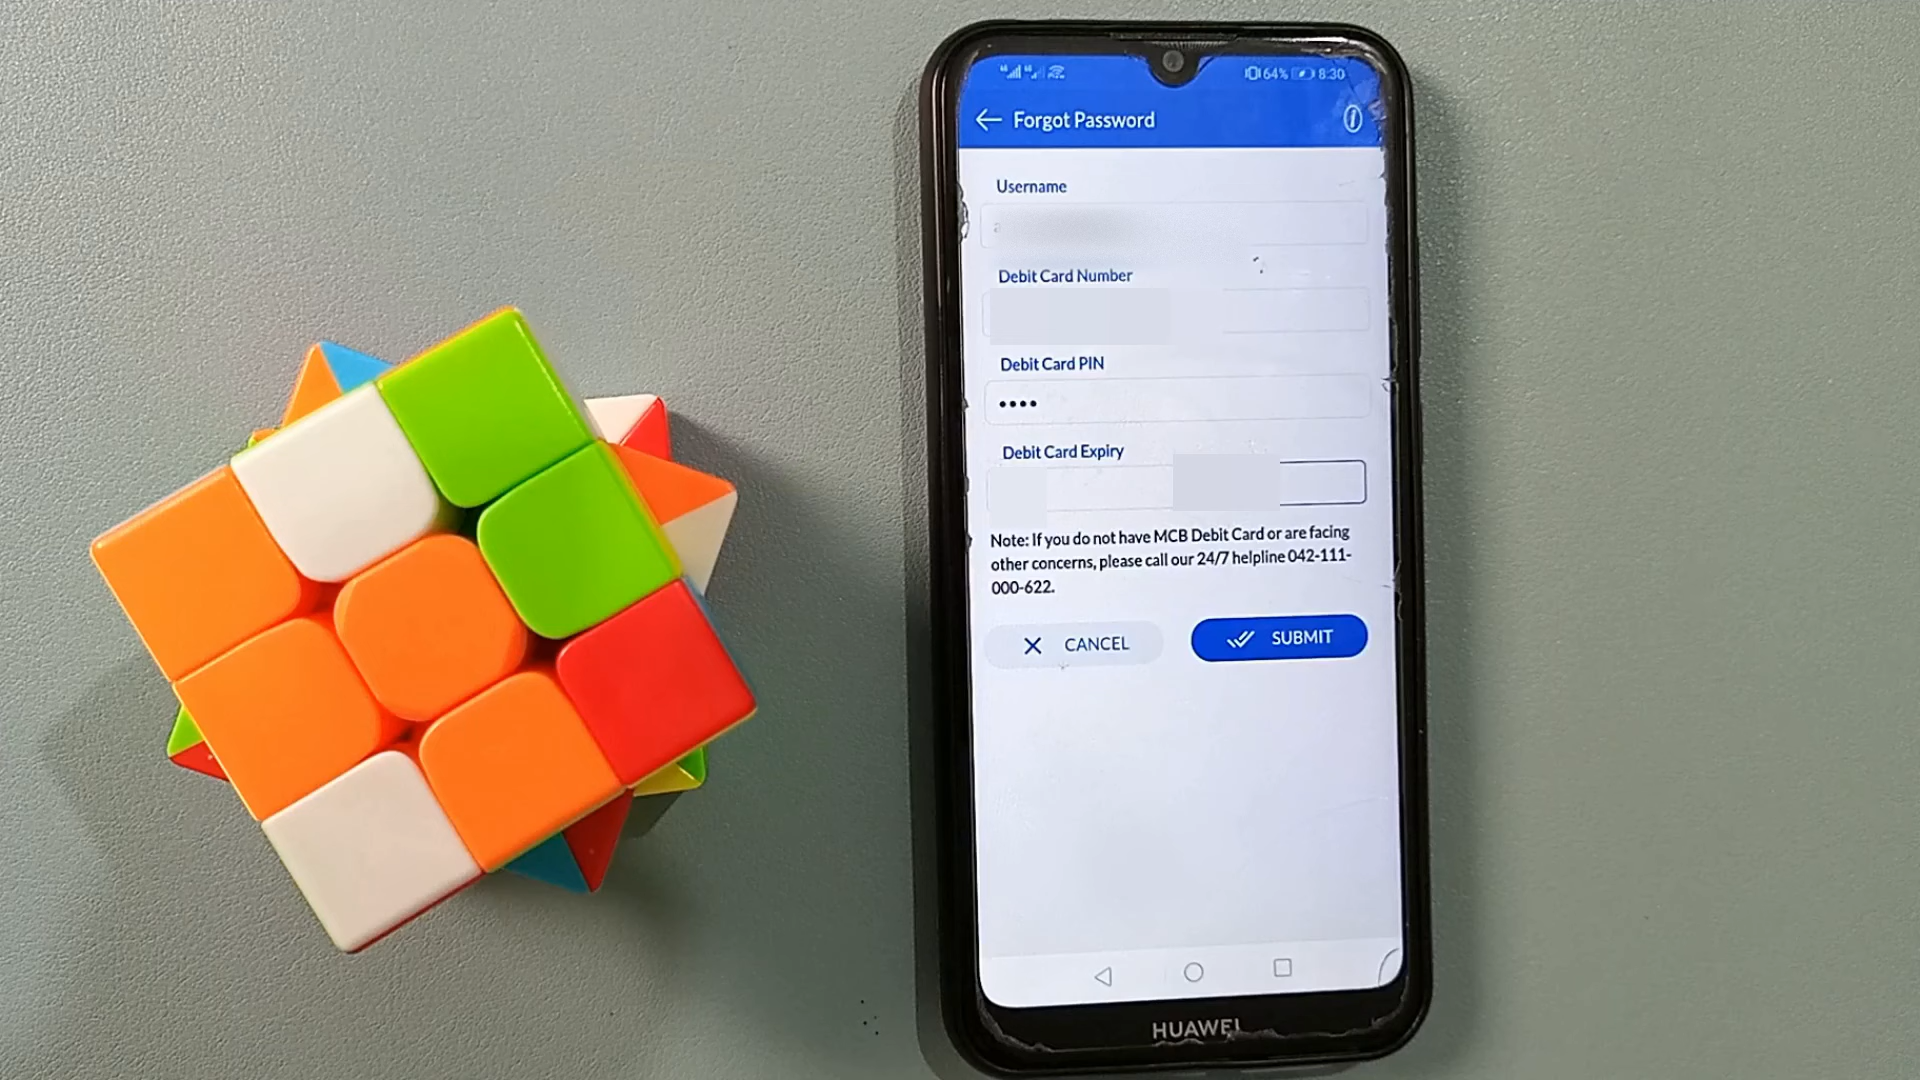 64% 8:30
Forgot Password
Username
a
Debit Card Number
Debit Card PIN
••••
Debit Card Expiry
Note: If you do not have MCB Debit Card or are facing
other concerns, please call our 24/7 helpline 042-111-
000-622.
CANCEL
SUBMIT
HUAWEI